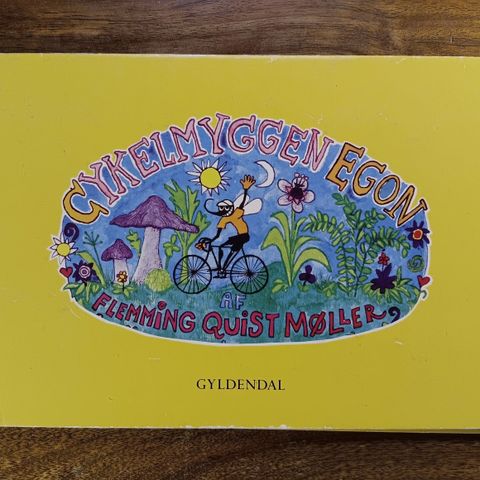 CYKELMYGGEN EGON
AF
FLEMMING QUIST MØLLER
GYLDENDAL